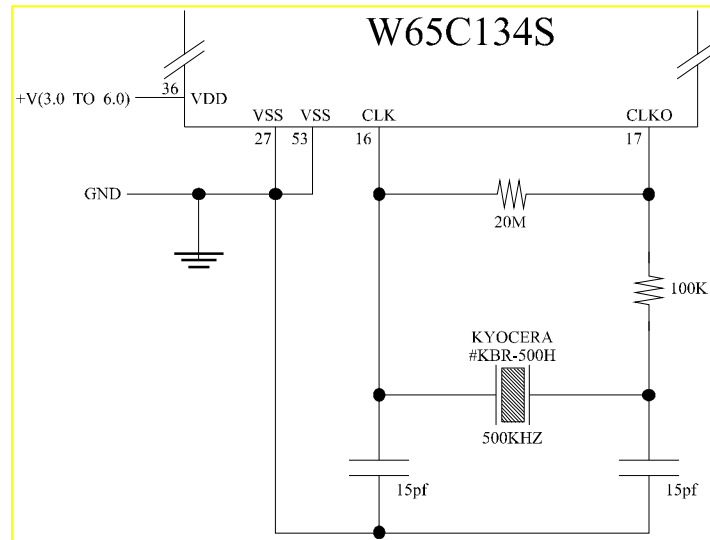 W65C134S
+V(3.0 TO 6.0)
36
VDD
VSS
VSS
CLK
CLKO
27
53
16
17
GND
20M
100K
KYOCERA
#KBR-500H
500KHZ
15pf
15pf